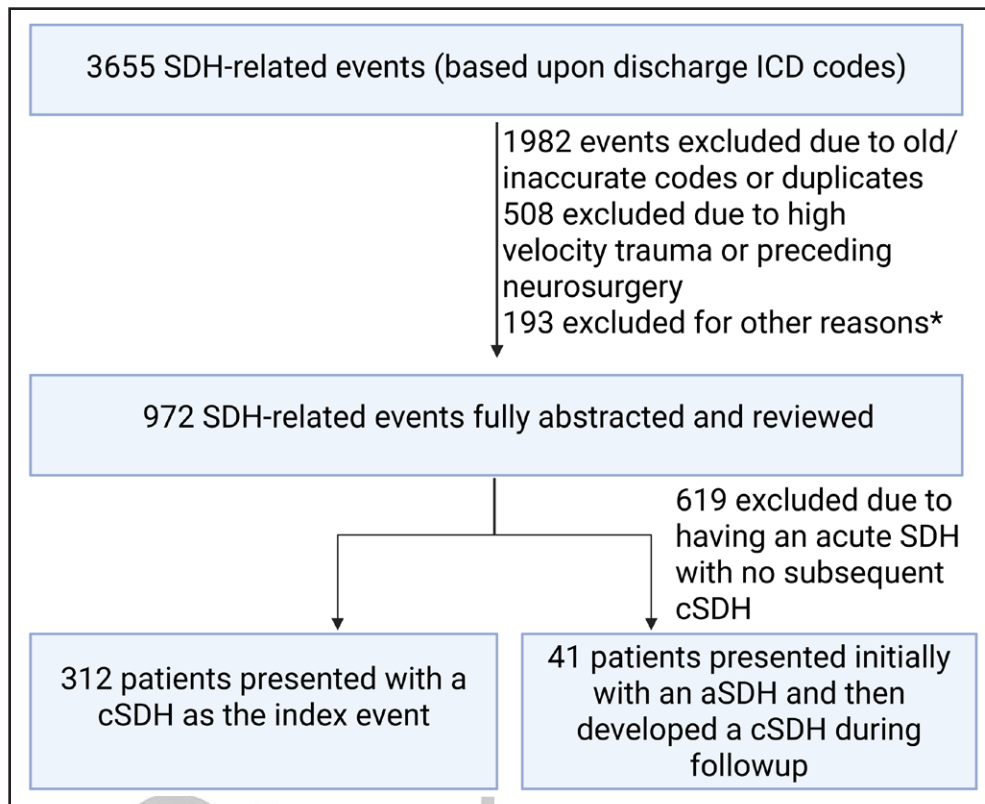 3655 SDH-related events (based upon discharge ICD codes)
1982 events excluded due to old/
inaccurate codes or duplicates
508 excluded due to high
velocity trauma or preceding
neurosurgery
193 excluded for other reasons*
972 SDH-related events fully abstracted and reviewed
619 excluded due to
having an acute SDH
with no subsequent
cSDH
312 patients presented with a
cSDH as the index event
41 patients presented initially
with an aSDH and then
developed a cSDH during
followup